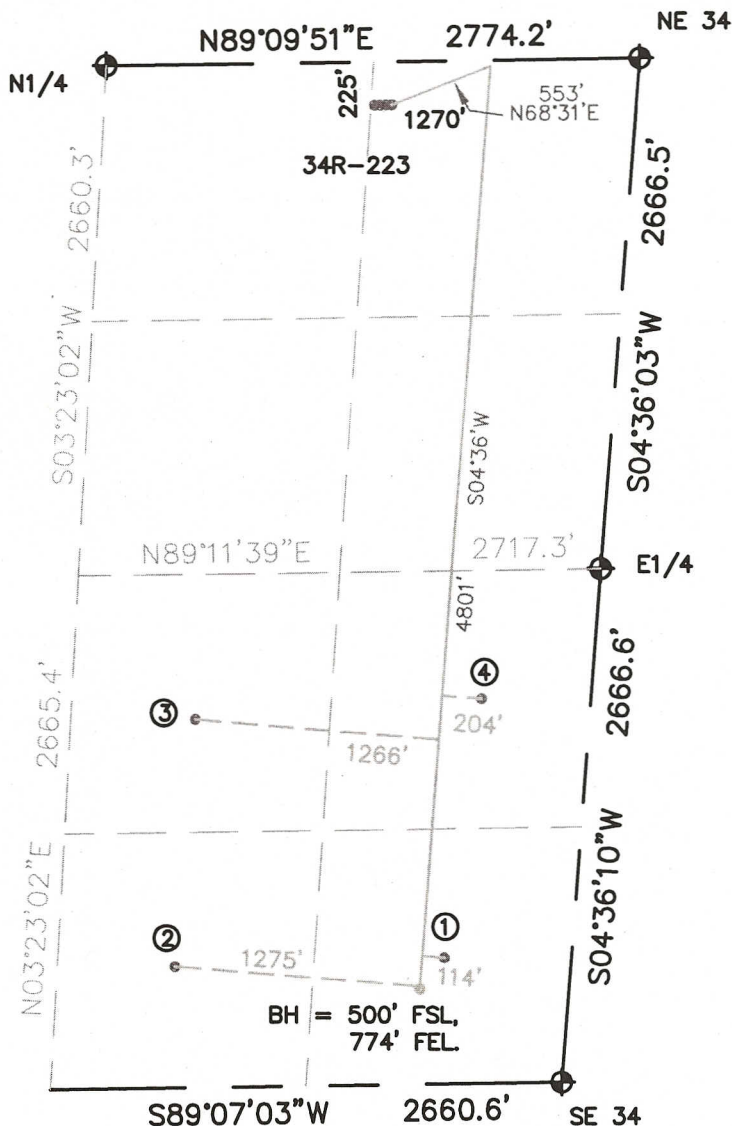 N89°09'51"E 2774.2' NE 34
N1/4
225'
553'
N68°31'E
1270'
34R-223
2660.3'
2666.5'
S03°23'02"W
S04°36'W
S04°36'03"W
N89°11'39"E 2717.3' E1/4
4801'
④
③
204'
1266'
2665.4'
2666.6'
N03°23'02"E
S04°36'10"W
①
②
1275'
114'
BH = 500' FSL,
774' FEL.
S89°07'03"W 2660.6' SE 34